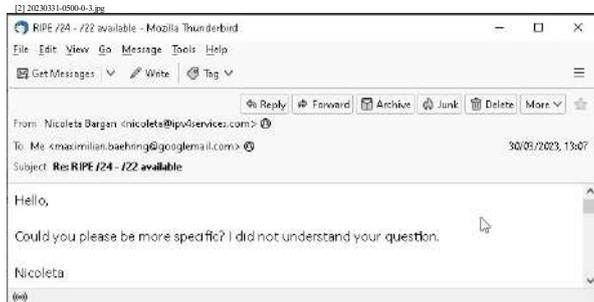 [2] 20230331-0500-0-3.jpg
RIPE /24 - /22 available - Mozilla Thunderbird
File Edit View Go Message Tools Help
Get Messages Write Tag
Reply Forward Archive Junk Delete More
From Nicoleta Bargan <nicoleta@ipv4services.com>
To Me <maximilian.baehring@googlemail.com> 30/03/2023, 13:07
Subject Re: RIPE /24 - /22 available
Hello,
Could you please be more specific? I did not understand your question.
Nicoleta